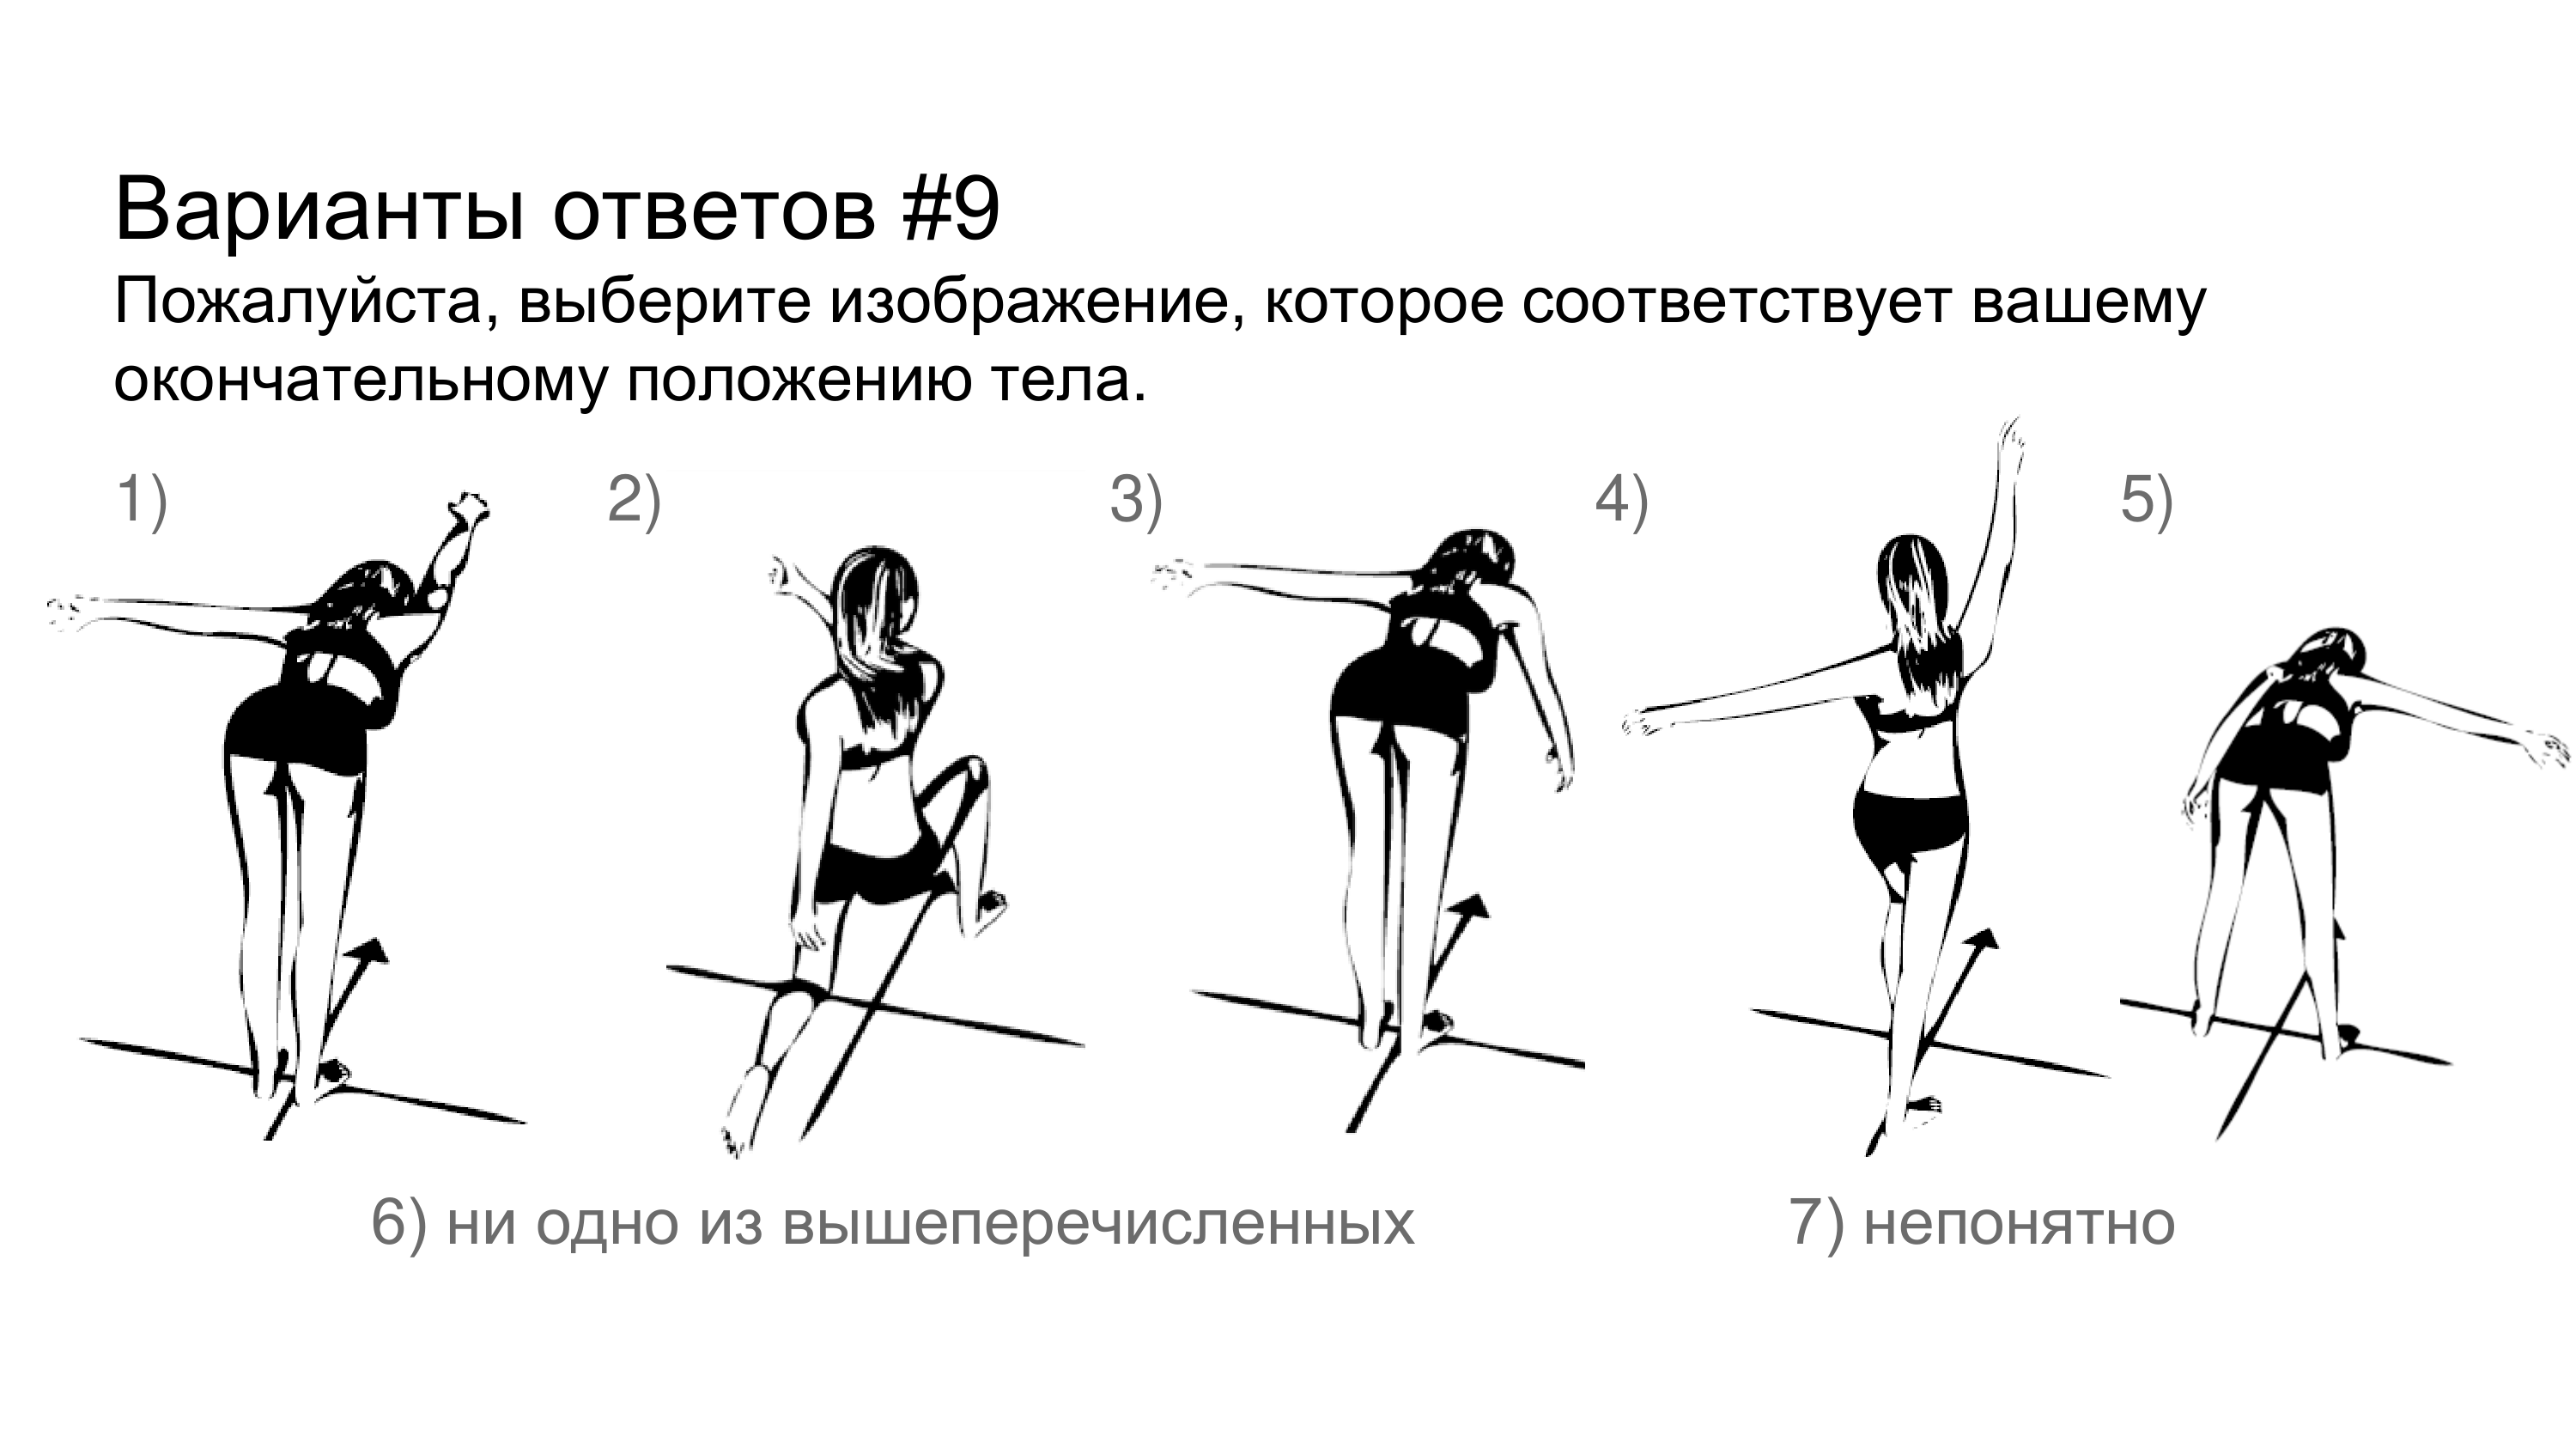 Варианты ответов #9
Пожалуйста, выберите изображение, которое соответствует вашему
окончательному положению тела.
1) 2) 3) 4) 5)
6) ни одно из вышеперечисленных 7) непонятно